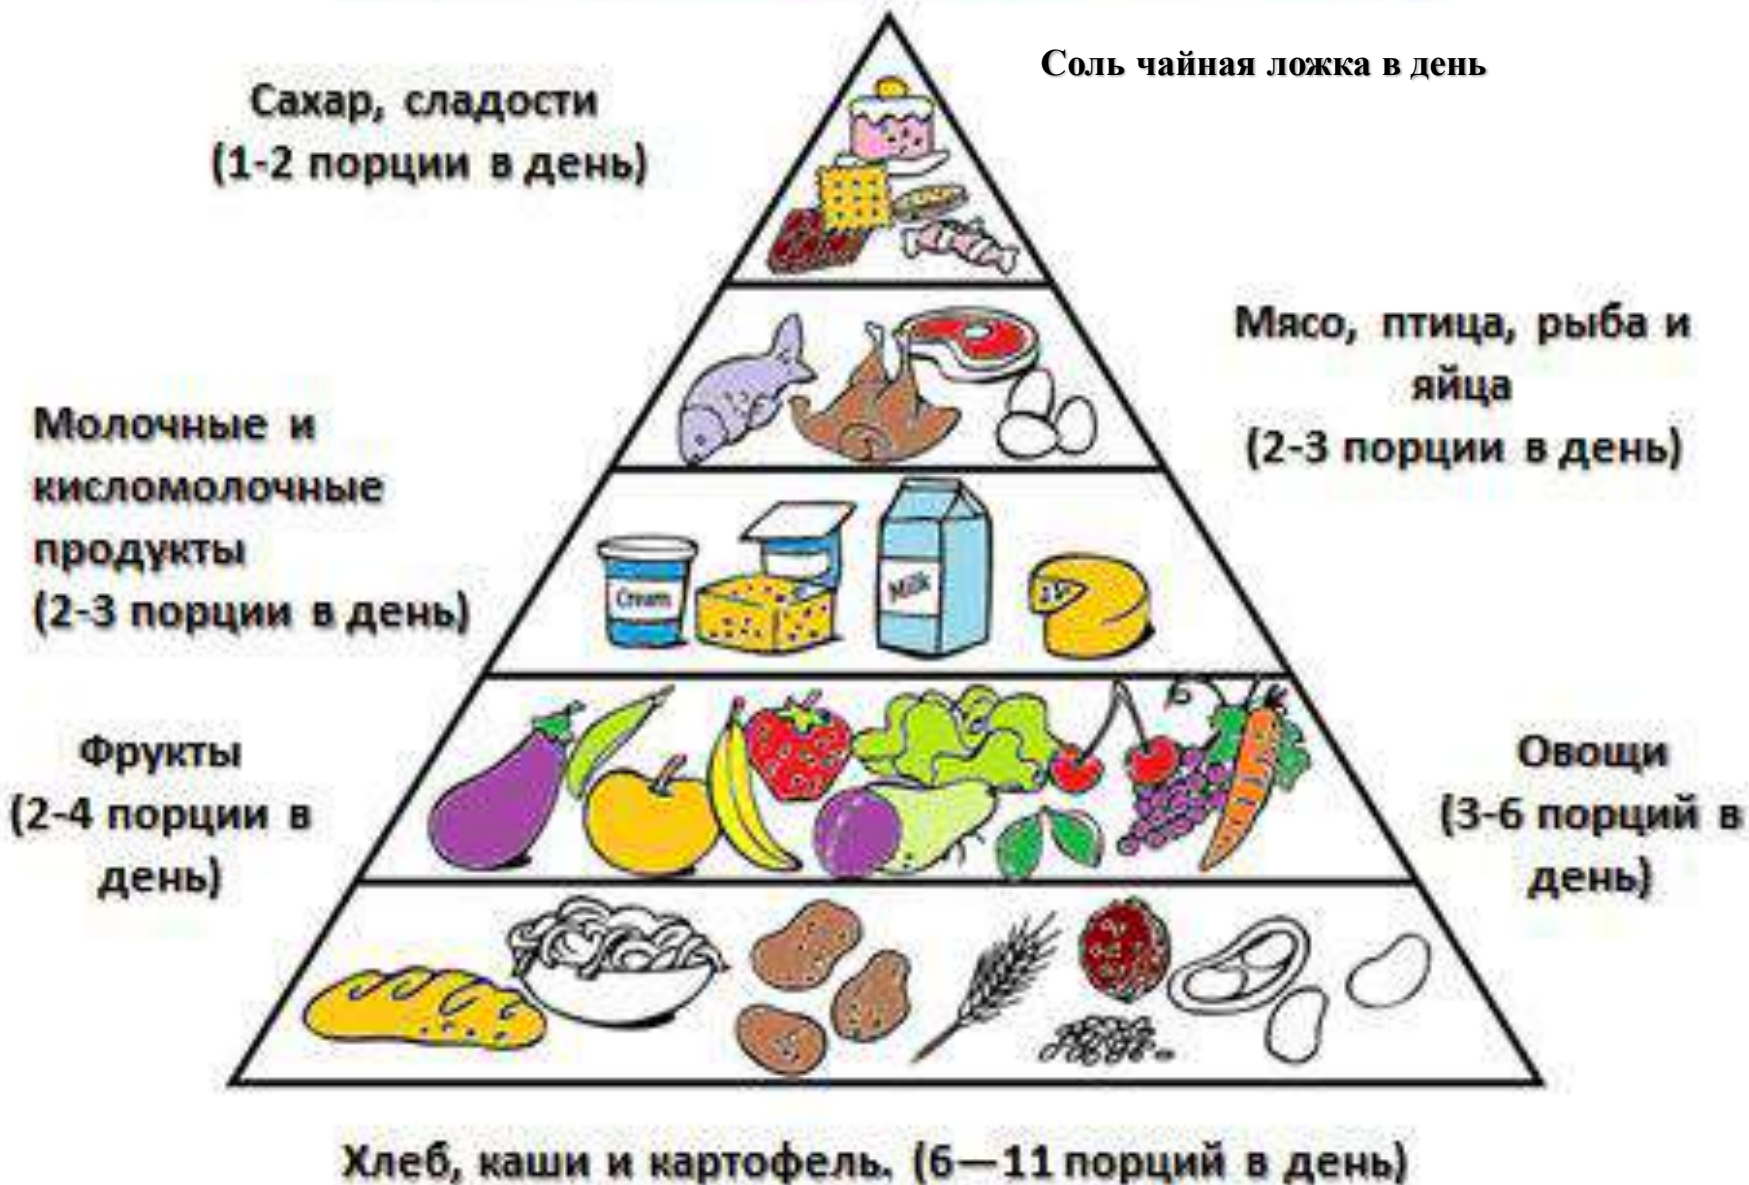 Соль чайная ложка в день
Сахар, сладости
(1-2 порции в день)
Мясо, птица, рыба и
яйца
(2-3 порции в день)
Молочные и
кисломолочные
продукты
(2-3 порции в день)
Cream
Milk
Фрукты
(2-4 порции в
день)
Овощи
(3-6 порций в
день)
Хлеб, каши и картофель. (6—11 порций в день)